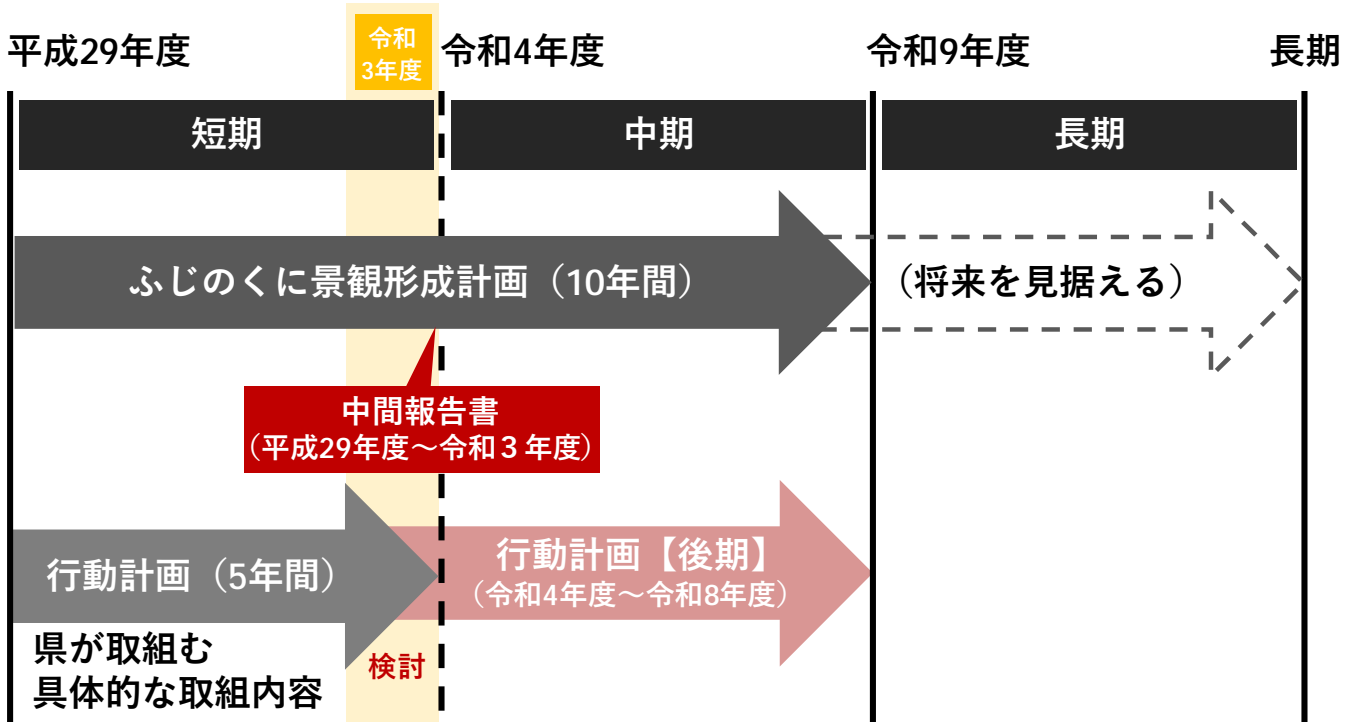 平成29年度
令和
3年度
令和4年度
令和9年度
長期
短期
中期
長期
ふじのくに景観形成計画（10年間）
（将来を見据える）
中間報告書
（平成29年度～令和３年度）
行動計画（5年間）
行動計画【後期】
（令和4年度～令和8年度）
県が取組む
具体的な取組内容
検討